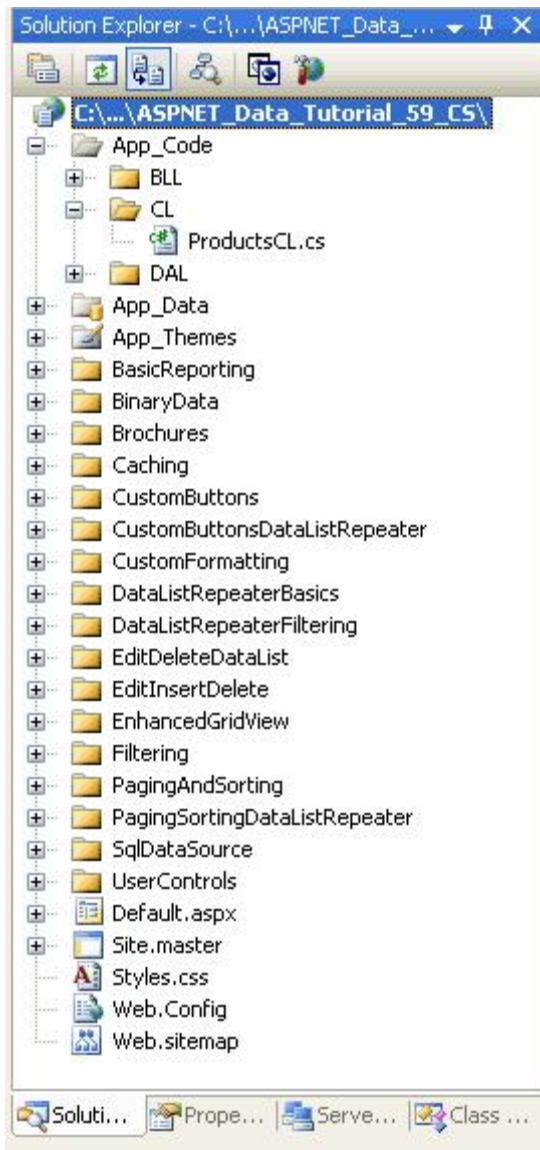 Solution Explorer - C:\...\ASPNET_Data_...
C:\...\ASPNET_Data_Tutorial_59_CS\
App_Code
BLL
CL
ProductsCL.cs
DAL
App_Data
App_Themes
BasicReporting
BinaryData
Brochures
Caching
CustomButtons
CustomButtonsDataListRepeater
CustomFormatting
DataListRepeaterBasics
DataListRepeaterFiltering
EditDeleteDataList
EditInsertDelete
EnhancedGridView
Filtering
PagingAndSorting
PagingSortingDataListRepeater
SqlDataSource
UserControls
Default.aspx
Site.master
Styles.css
Web.Config
Web.sitemap
Soluti... Prope... Serve... Class ...